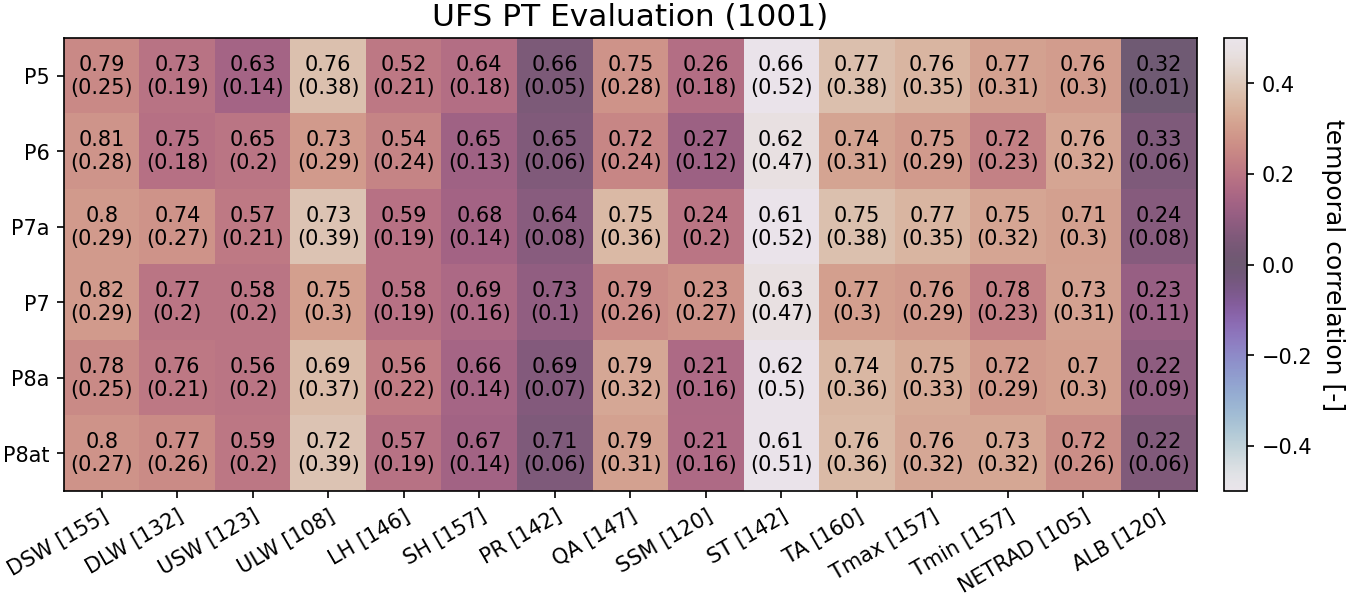 UFS PT Evaluation (1001)
P5 0.79 0.73 0.63 0.76 0.52 0.64 0.66 0.75 0.26 0.66 0.77 0.76 0.77 0.76 0.32
(0.25) (0.19) (0.14) (0.38) (0.21) (0.18) (0.05) (0.28) (0.18) (0.52) (0.38) (0.35) (0.31) (0.3) (0.01)
P6 0.81 0.75 0.65 0.73 0.54 0.65 0.65 0.72 0.27 0.62 0.74 0.75 0.72 0.76 0.33
(0.28) (0.18) (0.2) (0.29) (0.24) (0.13) (0.06) (0.24) (0.12) (0.47) (0.31) (0.29) (0.23) (0.32) (0.06)
P7a 0.8 0.74 0.57 0.73 0.59 0.68 0.64 0.75 0.24 0.61 0.75 0.77 0.75 0.71 0.24
(0.29) (0.27) (0.21) (0.39) (0.19) (0.14) (0.08) (0.36) (0.2) (0.52) (0.38) (0.35) (0.32) (0.3) (0.08)
P7 0.82 0.77 0.58 0.75 0.58 0.69 0.73 0.79 0.23 0.63 0.77 0.76 0.78 0.73 0.23
(0.29) (0.2) (0.2) (0.3) (0.19) (0.16) (0.1) (0.26) (0.27) (0.47) (0.3) (0.29) (0.23) (0.31) (0.11)
P8a 0.78 0.76 0.56 0.69 0.56 0.66 0.69 0.79 0.21 0.62 0.74 0.75 0.72 0.7 0.22
(0.25) (0.21) (0.2) (0.37) (0.22) (0.14) (0.07) (0.32) (0.16) (0.5) (0.36) (0.33) (0.29) (0.3) (0.09)
P8at 0.8 0.77 0.59 0.72 0.57 0.67 0.71 0.79 0.21 0.61 0.76 0.76 0.73 0.72 0.22
(0.27) (0.26) (0.2) (0.39) (0.19) (0.14) (0.06) (0.31) (0.16) (0.51) (0.36) (0.32) (0.32) (0.26) (0.06)
DSW [155] DLW [132] USW [123] ULW [108] LH [146] SH [157] PR [142] QA [147] SSM [120] ST [142] TA [160] Tmax [157] Tmin [157] NETRAD [105] ALB [120]
0.4
0.2
0.0
−0.2
−0.4
temporal correlation [-]